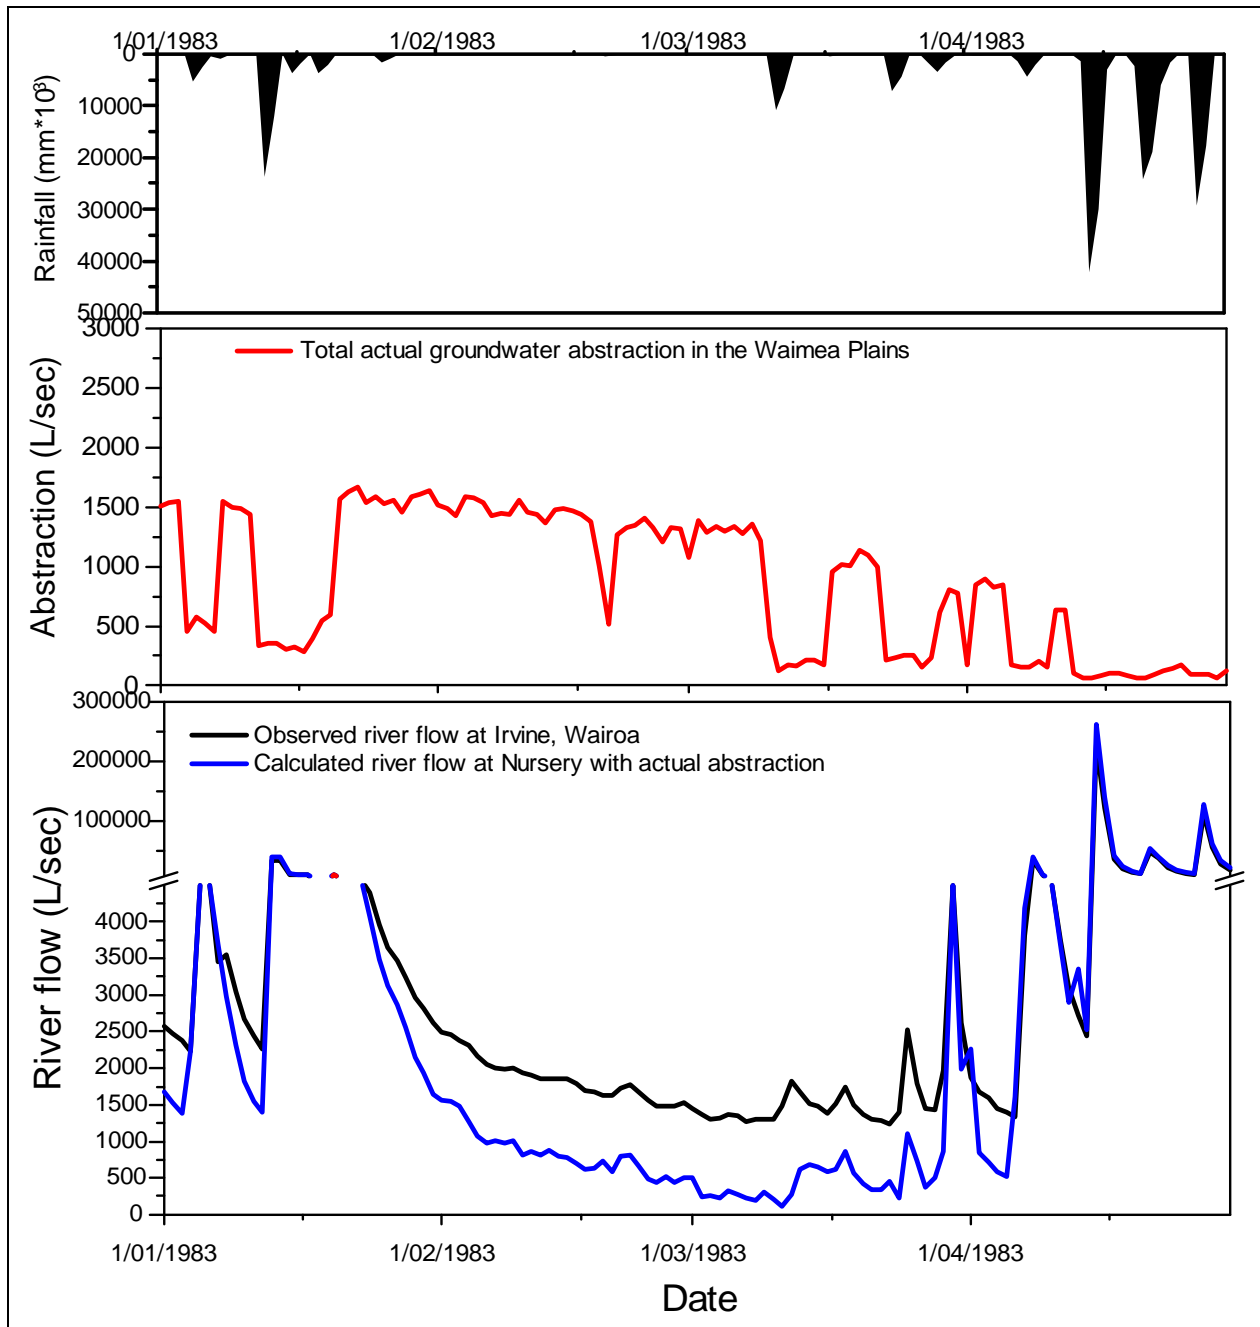 1/01/1983 1/02/1983 1/03/1983 1/04/1983
0
10000
20000
30000
40000
50000
Rainfall (mm*10³)
3000
2500
2000
1500
1000
500
0
Abstraction (L/sec)
Total actual groundwater abstraction in the Waimea Plains
300000
200000
100000
4000
3500
3000
2500
2000
1500
1000
500
0
River flow (L/sec)
Observed river flow at Irvine, Wairoa
Calculated river flow at Nursery with actual abstraction
1/01/1983 1/02/1983 1/03/1983 1/04/1983
Date